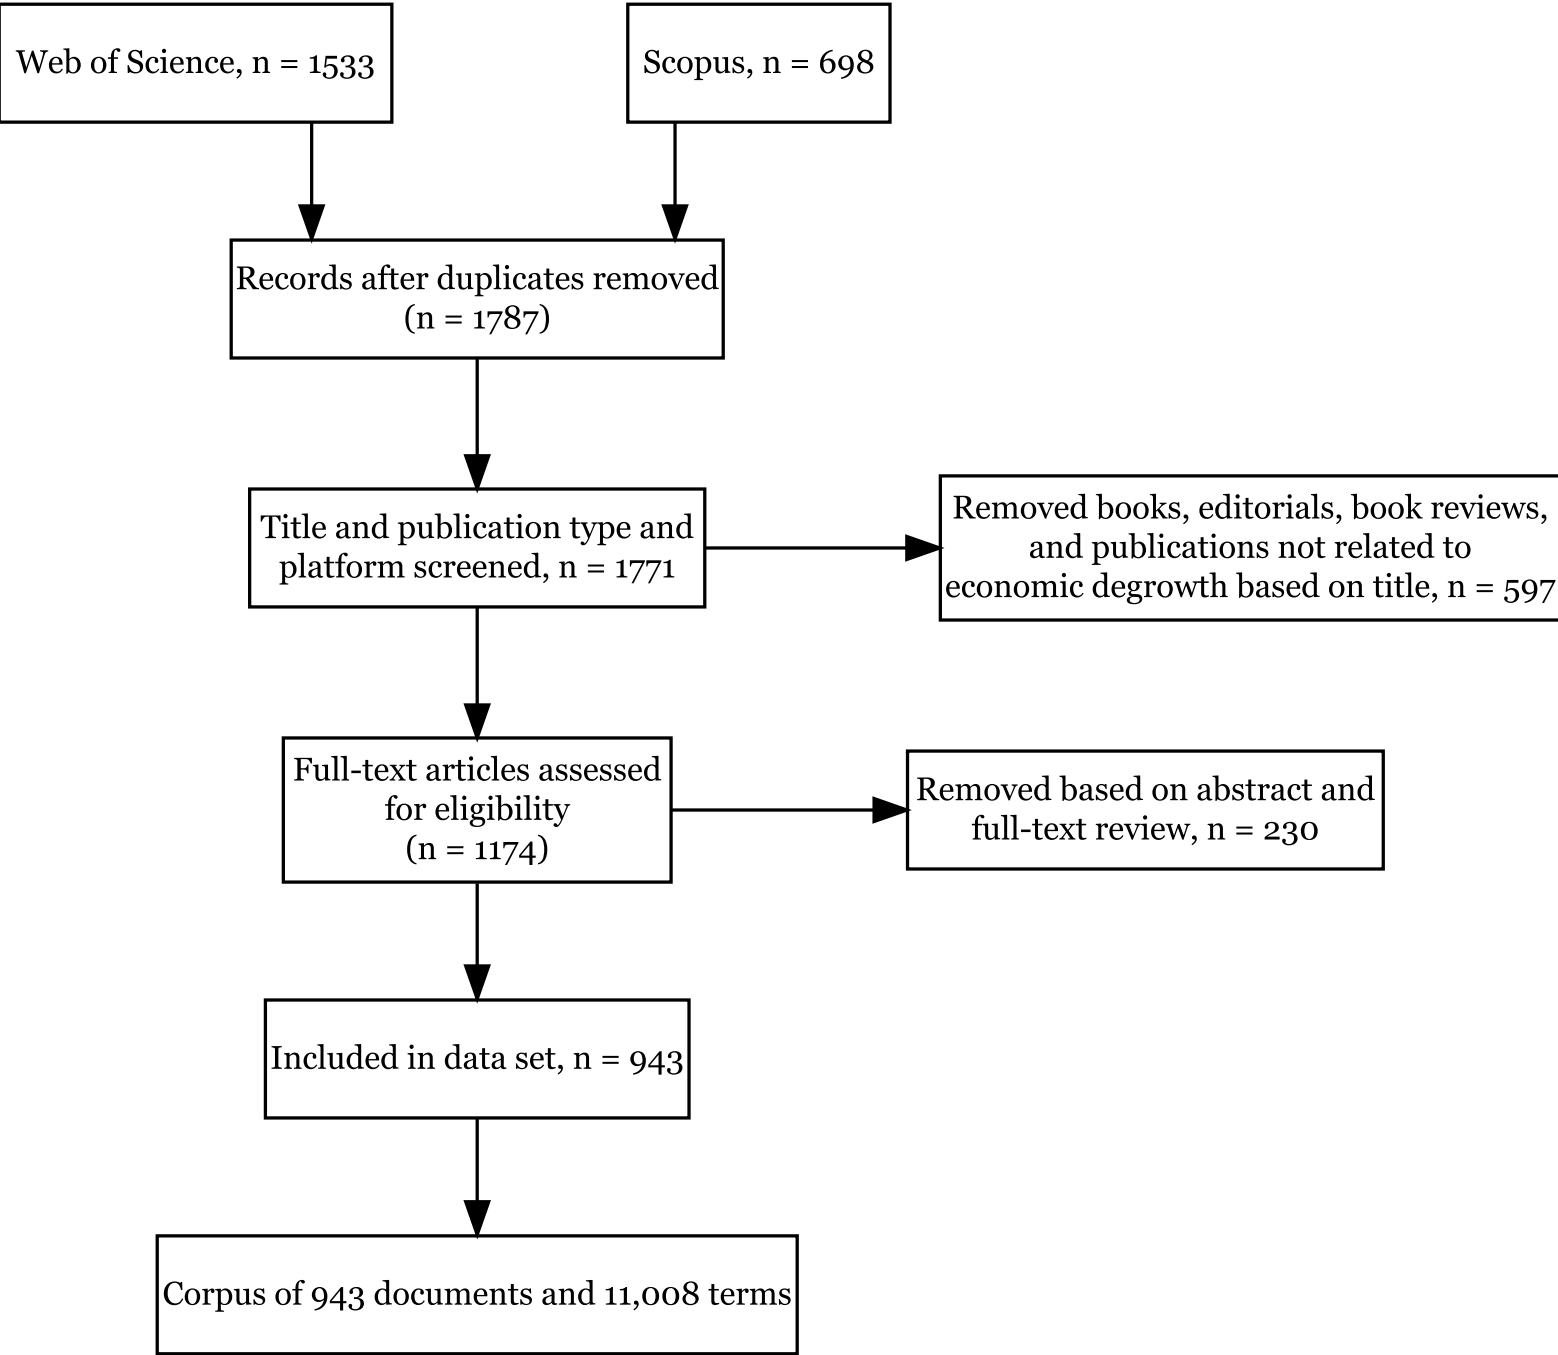 Web of Science, n = 1533
Scopus, n = 698
Records after duplicates removed
(n = 1787)
Title and publication type and
platform screened, n = 1771
Removed books, editorials, book reviews,
and publications not related to
economic degrowth based on title, n = 597
Full-text articles assessed
for eligibility
(n = 1174)
Removed based on abstract and
full-text review, n = 230
Included in data set, n = 943
Corpus of 943 documents and 11,008 terms